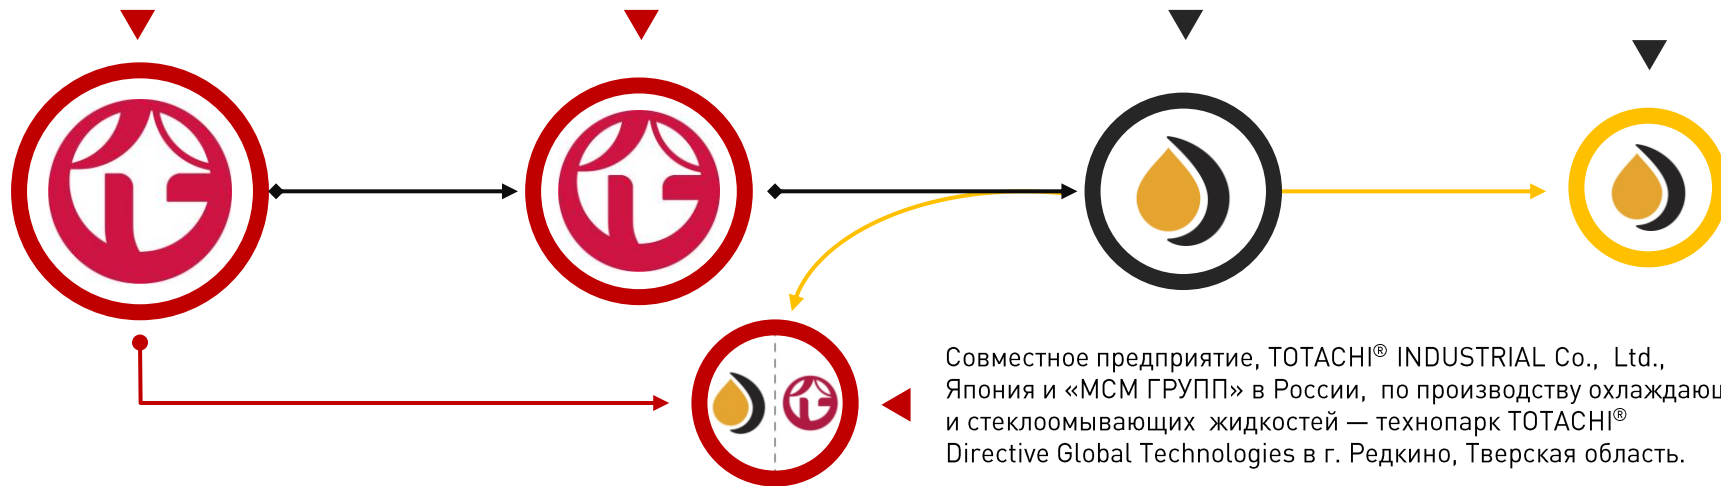 Совместное предприятие, TOTACHI® INDUSTRIAL Co., Ltd.,
Япония и «МСМ ГРУПП» в России, по производству
и стеклоомывающих жидкостей — технопарк TOTACHI®
Directive Global Technologies в г. Редкино, Тверская область.